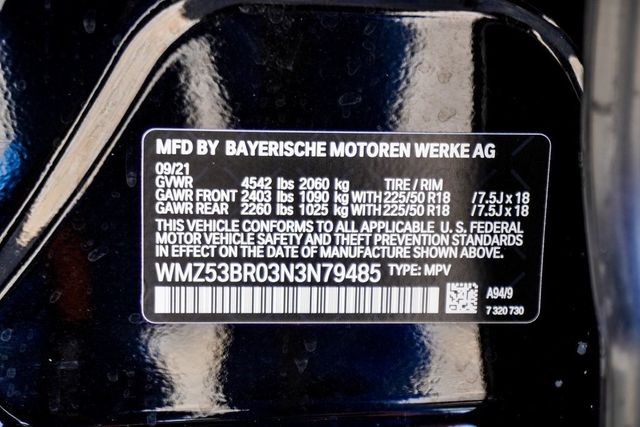 MFD BY BAYERISCHE MOTOREN WERKE AG
09/21
GVWR 4542 lbs 2060 kg TIRE / RIM
GAWR FRONT 2403 lbs 1090 kg WITH 225/50 R18 /7.5J x 18
GAWR REAR 2260 lbs 1025 kg WITH 225/50 R18 /7.5J x 18
THIS VEHICLE CONFORMS TO ALL APPLICABLE U. S. FEDERAL
MOTOR VEHICLE SAFETY AND THEFT PREVENTION STANDARDS
IN EFFECT ON THE DATE OF MANUFACTURE SHOWN ABOVE.
WMZ53BR03N3N79485 TYPE: MPV
A94/9
7 320 730